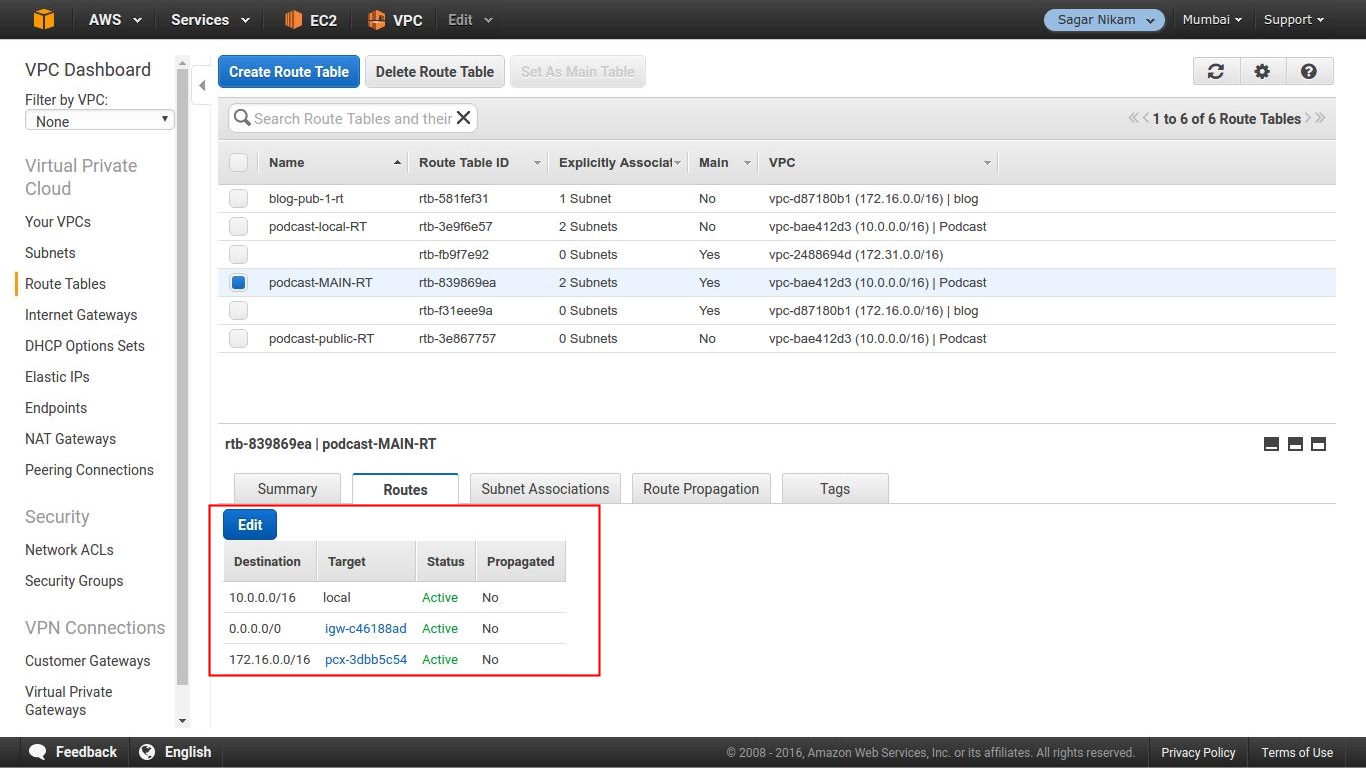 AWS Services EC2 VPC Edit Sagar Nikam Mumbai Support
VPC Dashboard
Filter by VPC:
None
Virtual Private
Cloud
Your VPCs
Subnets
Route Tables
Internet Gateways
DHCP Options Sets
Elastic IPs
Endpoints
NAT Gateways
Peering Connections
Security
Network ACLs
Security Groups
VPN Connections
Customer Gateways
Virtual Private
Gateways
Create Route Table Delete Route Table Set As Main Table
Search Route Tables and their 1 to 6 of 6 Route Tables
Name Route Table ID Explicitly Associat Main VPC
blog-pub-1-rt rtb-581fef31 1 Subnet No vpc-d87180b1 (172.16.0.0/16) | blog
podcast-local-RT rtb-3e9f6e57 2 Subnets No vpc-bae412d3 (10.0.0.0/16) | Podcast
rtb-fb9f7e92 0 Subnets Yes vpc-2488694d (172.31.0.0/16)
podcast-MAIN-RT rtb-839869ea 2 Subnets Yes vpc-bae412d3 (10.0.0.0/16) | Podcast
rtb-f31eee9a 0 Subnets Yes vpc-d87180b1 (172.16.0.0/16) | blog
podcast-public-RT rtb-3e867757 0 Subnets No vpc-bae412d3 (10.0.0.0/16) | Podcast
rtb-839869ea | podcast-MAIN-RT
Summary Routes Subnet Associations Route Propagation Tags
Edit
Destination Target Status Propagated
10.0.0.0/16 local Active No
0.0.0.0/0 igw-c46188ad Active No
172.16.0.0/16 pcx-3dbb5c54 Active No
Feedback English © 2008 - 2016, Amazon Web Services, Inc. or its affiliates. All rights reserved. Privacy Policy Terms of Use